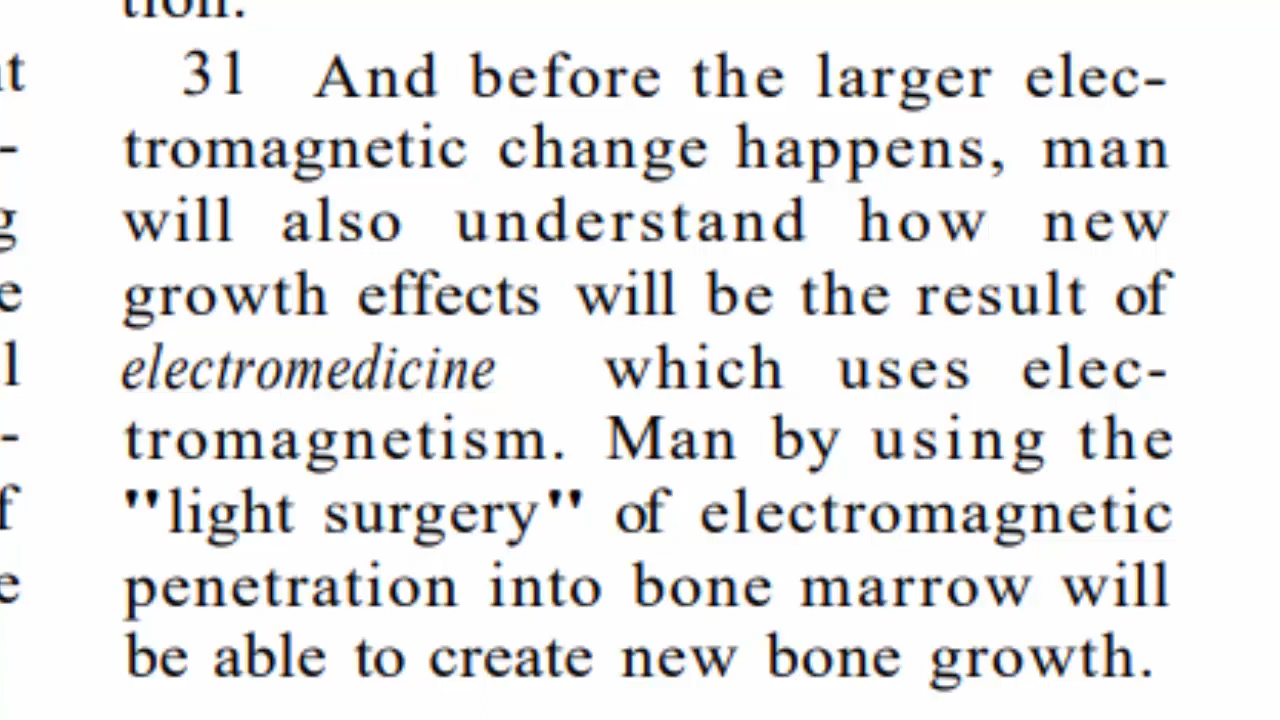 tion.
31 And before the larger elec-
tromagnetic change happens, man
will also understand how new
growth effects will be the result of
electromedicine which uses elec-
tromagnetism. Man by using the
"light surgery" of electromagnetic
penetration into bone marrow will
be able to create new bone growth.